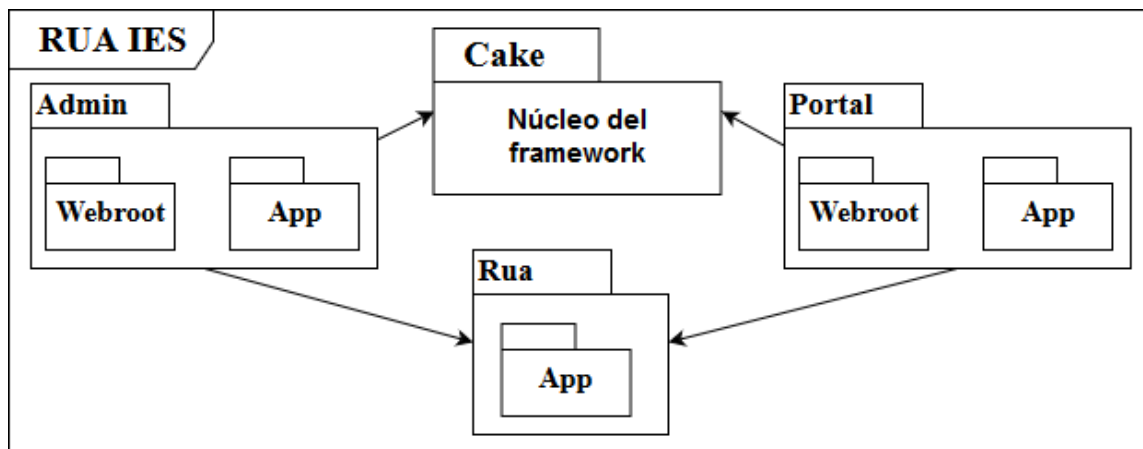 RUA IES
Cake
Núcleo del
framework
Admin
Webroot
App
Portal
Webroot
App
Rua
App